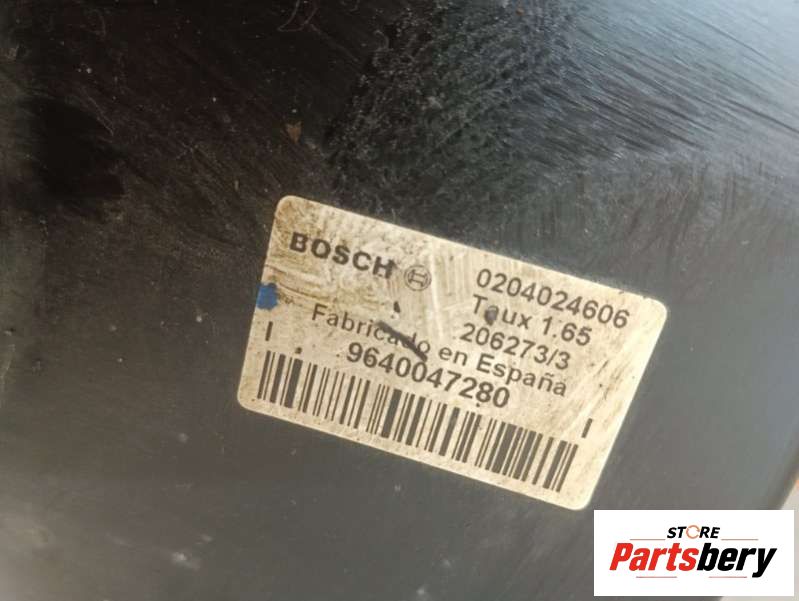 BOSCH
0204024606
Taux 1.65
206273/3
Fabricado en España
9640047280
STORE
Partsbery